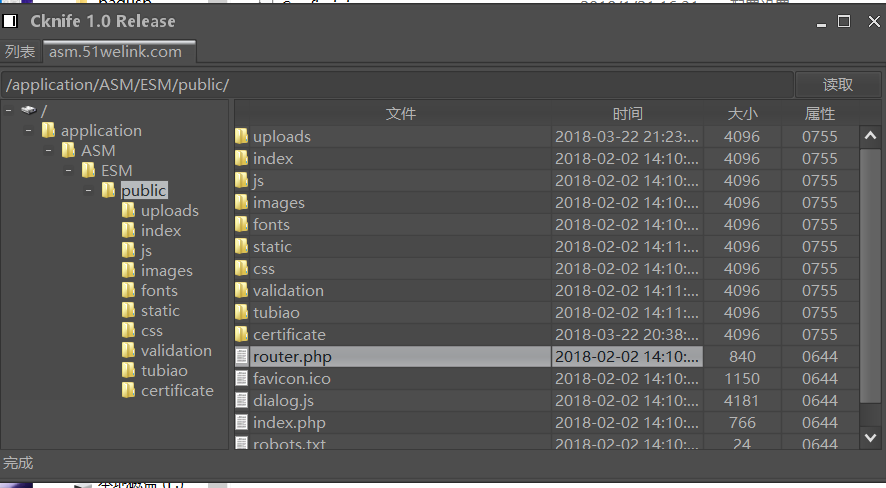 Cknife 1.0 Release
列表 asm.51welink.com
/application/ASM/ESM/public/ 读取
- /
- application
- ASM
- ESM
- public
uploads
index
js
images
fonts
static
css
validation
tubiao
certificate
文件 时间 大小 属性
uploads 2018-03-22 21:23:... 4096 0755
index 2018-02-02 14:10:... 4096 0755
js 2018-02-02 14:10:... 4096 0755
images 2018-02-02 14:10:... 4096 0755
fonts 2018-02-02 14:10:... 4096 0755
static 2018-02-02 14:11:... 4096 0755
css 2018-02-02 14:10:... 4096 0755
validation 2018-02-02 14:11:... 4096 0755
tubiao 2018-02-02 14:11:... 4096 0755
certificate 2018-03-22 20:38:... 4096 0755
router.php 2018-02-02 14:10:... 840 0644
favicon.ico 2018-02-02 14:10:... 1150 0644
dialog.js 2018-02-02 14:10:... 4181 0644
index.php 2018-02-02 14:10:... 766 0644
robots.txt 2018-02-02 14:10:... 24 0644
完成